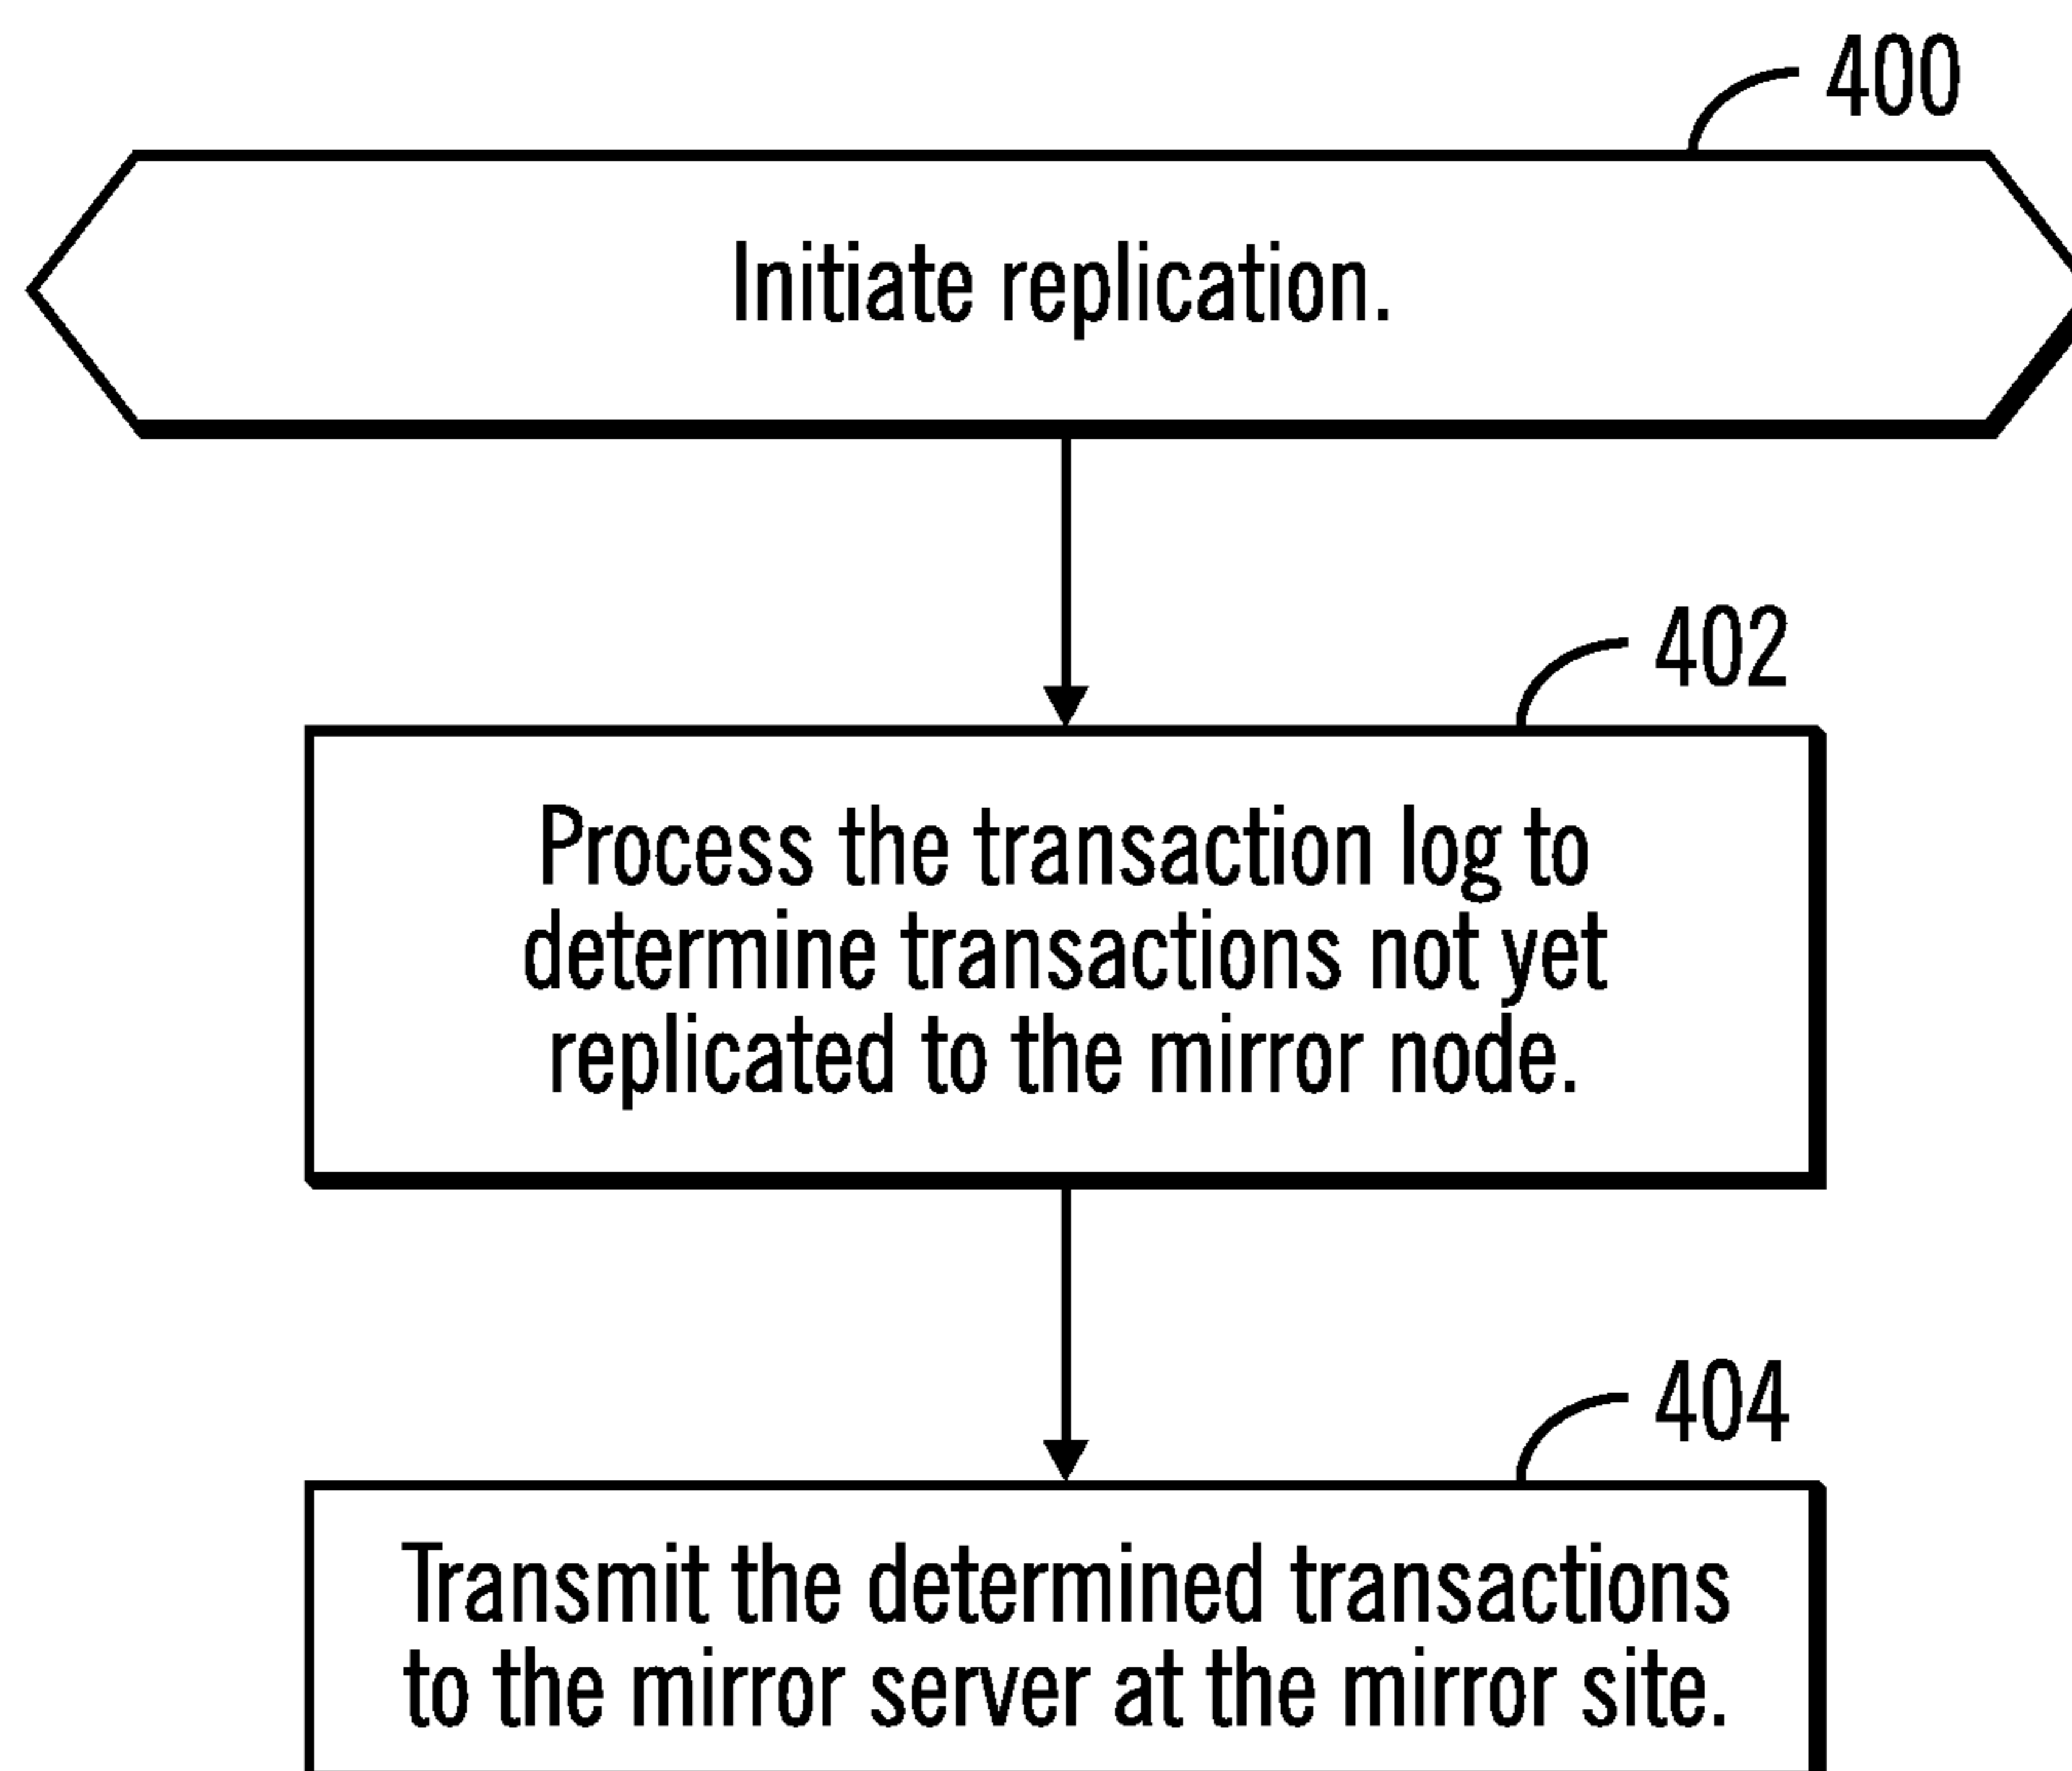 400
Initiate replication.
402
Process the transaction log to
determine transactions not yet
replicated to the mirror node.
404
Transmit the determined transactions
to the mirror server at the mirror site.